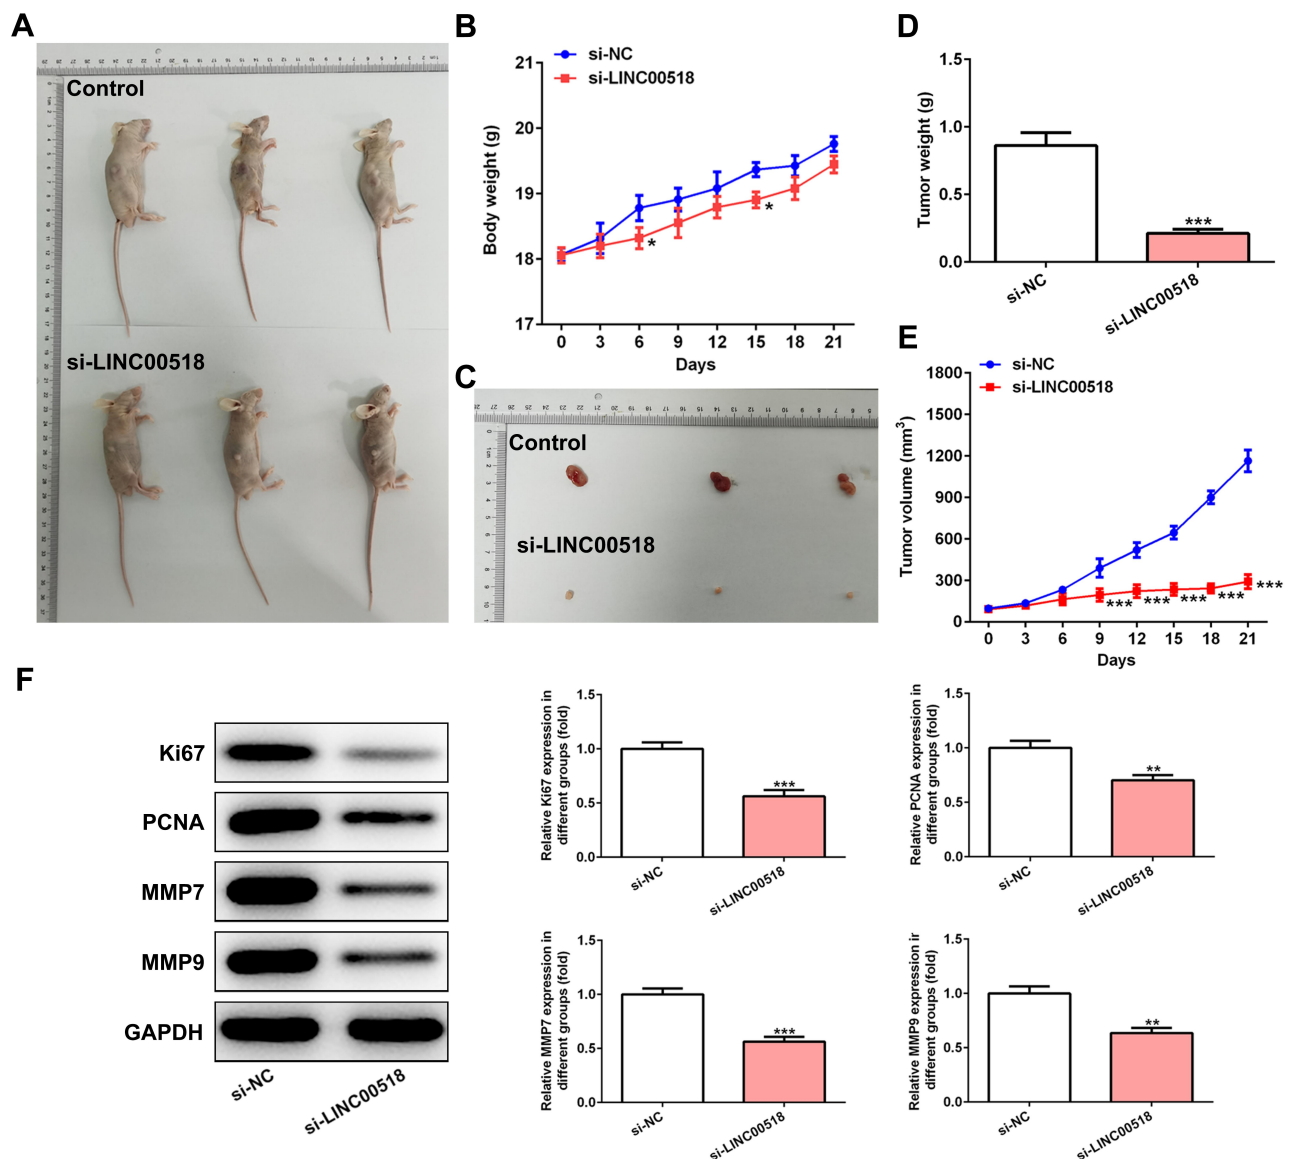 A
Control
si-LINC00518
B
si-NC
si-LINC00518
21
20
19
18
17
Body weight (g)
*
*
0 3 6 9 12 15 18 21
Days
C
Control
si-LINC00518
D
1.5
1.0
0.5
0.0
Tumor weight (g)
***
si-NC
si-LINC00518
E
si-NC
si-LINC00518
1800
1500
1200
900
600
300
0
Tumor volume (mm3)
*** *** *** *** ***
0 3 6 9 12 15 18 21
Days
F
Ki67
PCNA
MMP7
MMP9
GAPDH
si-NC
si-LINC00518
Relative Ki67 expression in
different groups (fold)
1.5
1.0
0.5
0.0
***
si-NC
si-LINC00518
Relative PCNA expression in
different groups (fold)
1.5
1.0
0.5
0.0
**
si-NC
si-LINC00518
Relative MMP7 expression in
different groups (fold)
1.5
1.0
0.5
0.0
***
si-NC
si-LINC00518
Relative MMP9 expression ir
different groups (fold)
1.5
1.0
0.5
0.0
**
si-NC
si-LINC00518